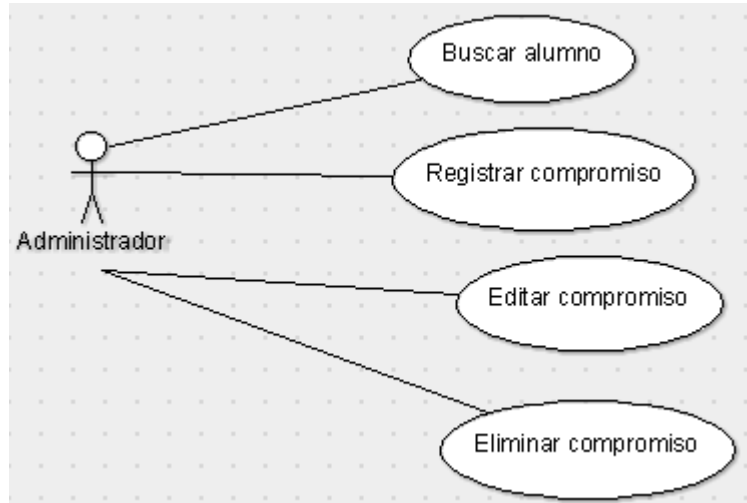 Buscar alumno
Registrar compromiso
Administrador
Editar compromiso
Eliminar compromiso